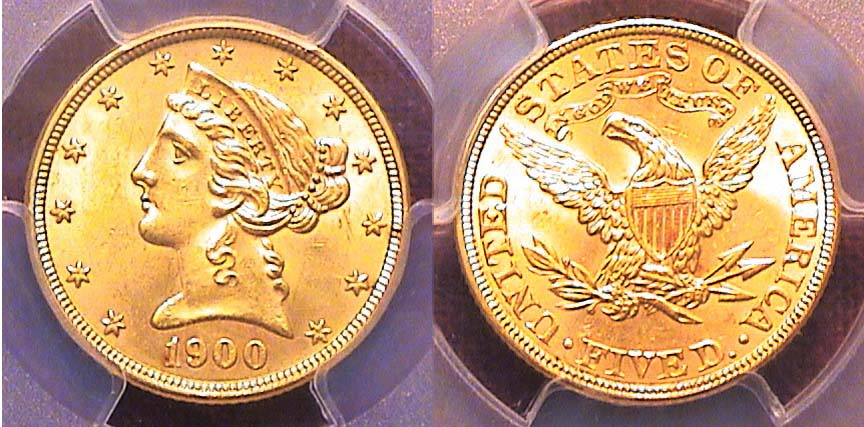 LIBERTY
1900
UNITED STATES OF AMERICA
IN GOD WE TRUST
· FIVE D. ·